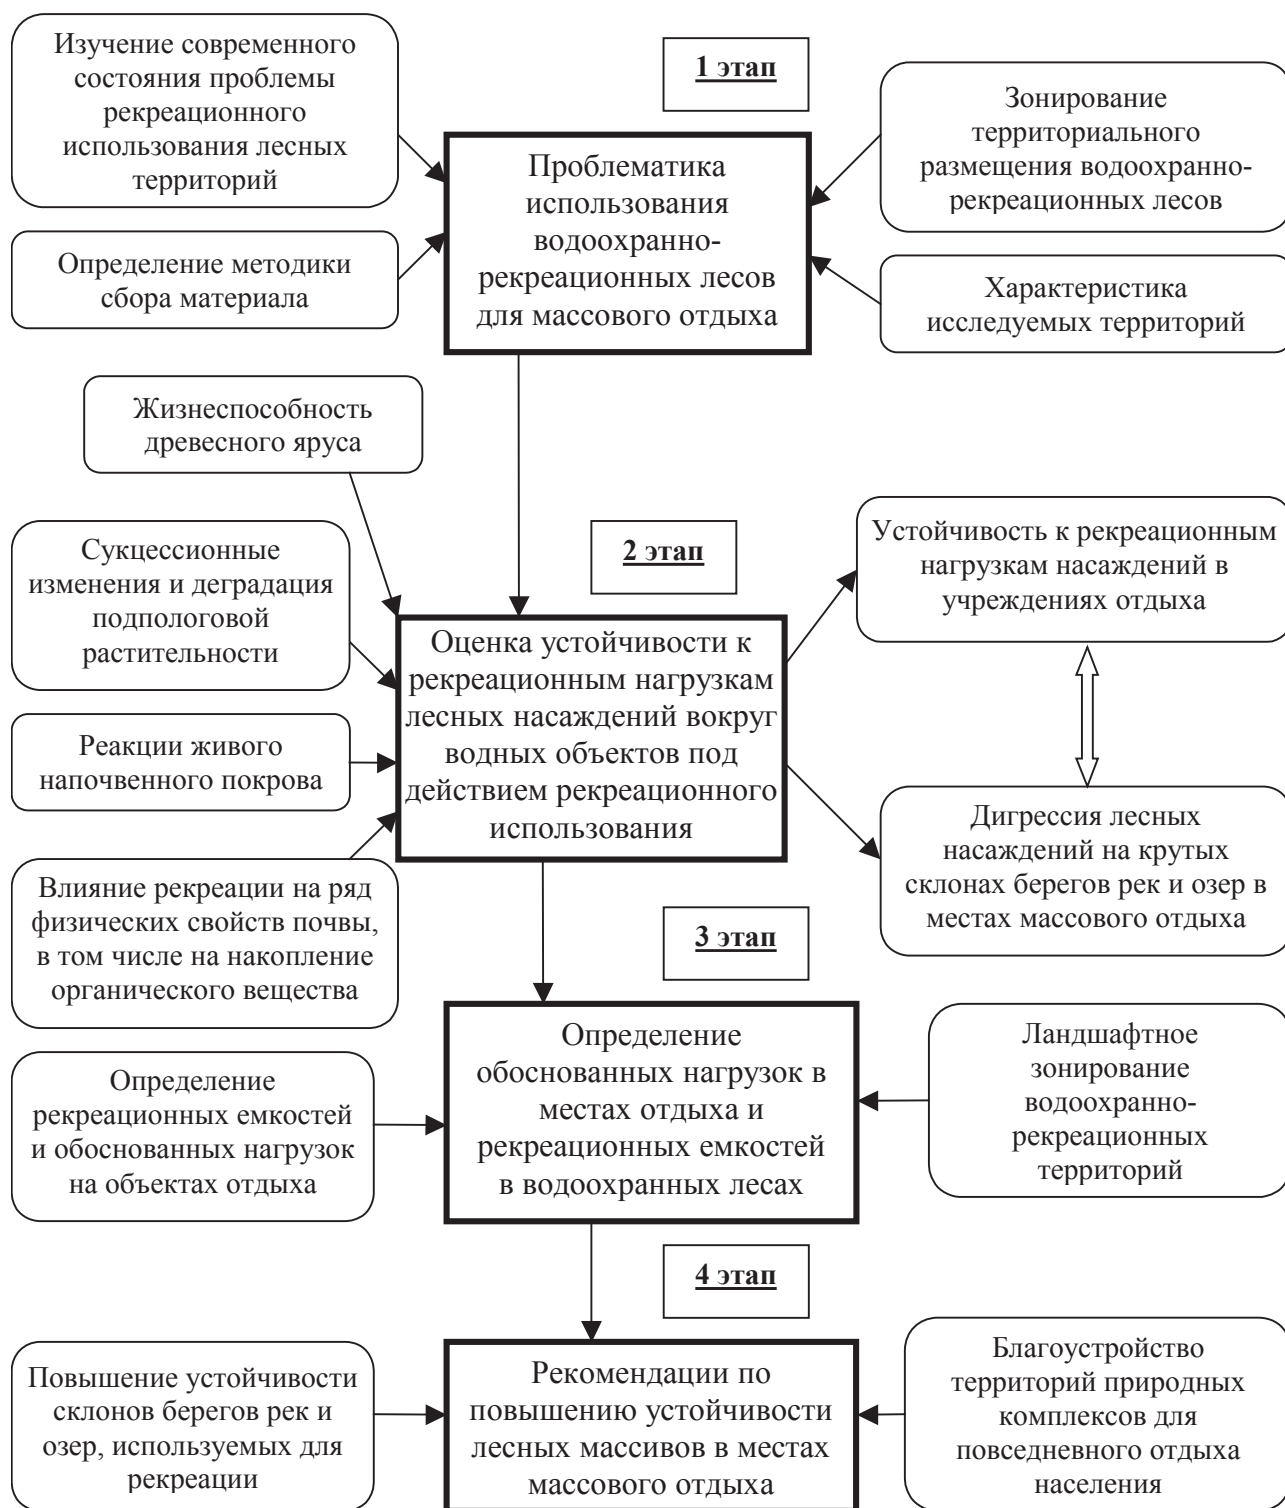 Изучение современного
состояния проблемы
рекреационного
использования лесных
территорий
1 этап
Зонирование
территориального
размещения водоохранно-
рекреационных лесов
Проблематика
использования
водоохранно-
рекреационных лесов
для массового отдыха
Определение методики
сбора материала
Характеристика
исследуемых территорий
Жизнеспособность
древесного яруса
2 этап
Устойчивость к рекреационным
нагрузкам насаждений в
учреждениях отдыха
Сукцессионные
изменения и деградация
подпологовой
растительности
Оценка устойчивости к
рекреационным нагрузкам
лесных насаждений вокруг
водных объектов под
действием рекреационного
использования
Реакции живого
напочвенного покрова
Дигрессия лесных
насаждений на крутых
склонах берегов рек и озер в
местах массового отдыха
Влияние рекреации на ряд
физических свойств почвы,
в том числе на накопление
органического вещества
3 этап
Определение
обоснованных нагрузок в
местах отдыха и
рекреационных емкостей
в водоохранных лесах
Ландшафтное
зонирование
водоохранно-
рекреационных
территорий
Определение
рекреационных емкостей
и обоснованных нагрузок
на объектах отдыха
4 этап
Повышение устойчивости
склонов берегов рек и
озер, используемых для
рекреации
Рекомендации по
повышению устойчивости
лесных массивов в местах
массового отдыха
Благоустройство
территорий природных
комплексов для
повседневного отдыха
населения